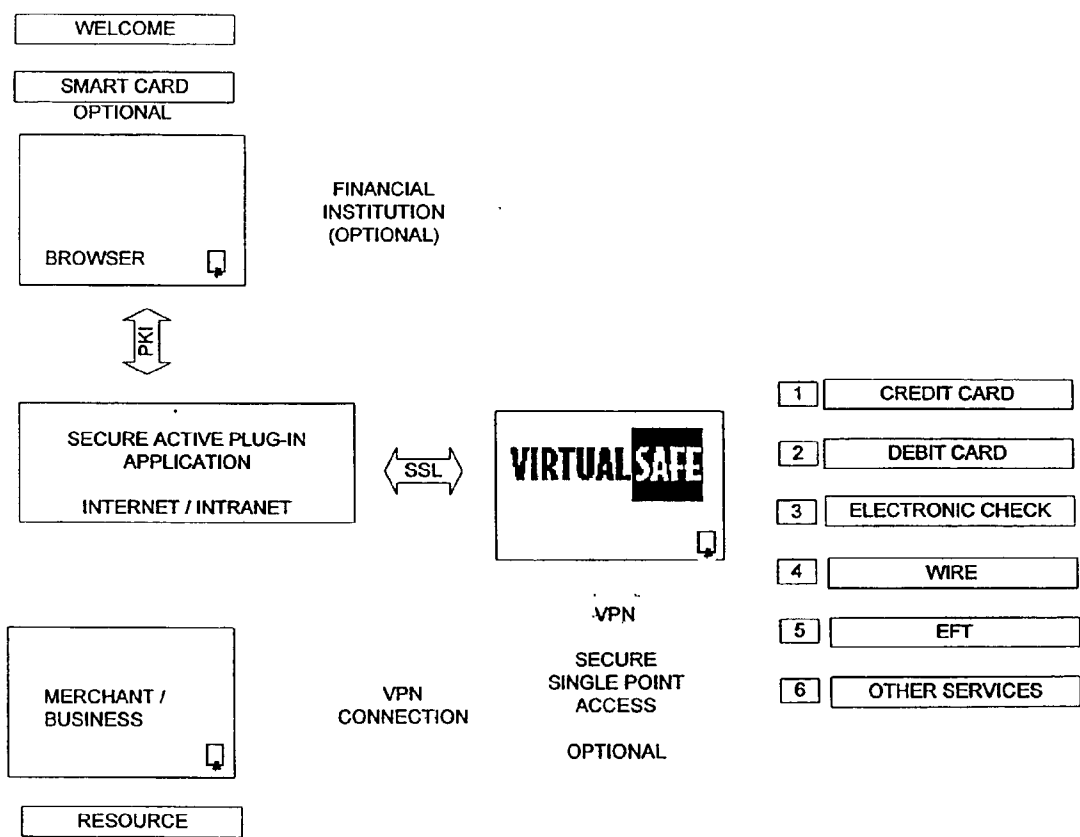 WELCOME
SMART CARD
OPTIONAL
BROWSER
FINANCIAL
INSTITUTION
(OPTIONAL)
PKI
SECURE ACTIVE PLUG-IN
APPLICATION
INTERNET / INTRANET
SSL
VIRTUALSAFE
1 CREDIT CARD
2 DEBIT CARD
3 ELECTRONIC CHECK
4 WIRE
5 EFT
6 OTHER SERVICES
VPN
SECURE
SINGLE POINT
ACCESS
OPTIONAL
MERCHANT /
BUSINESS
VPN
CONNECTION
RESOURCE